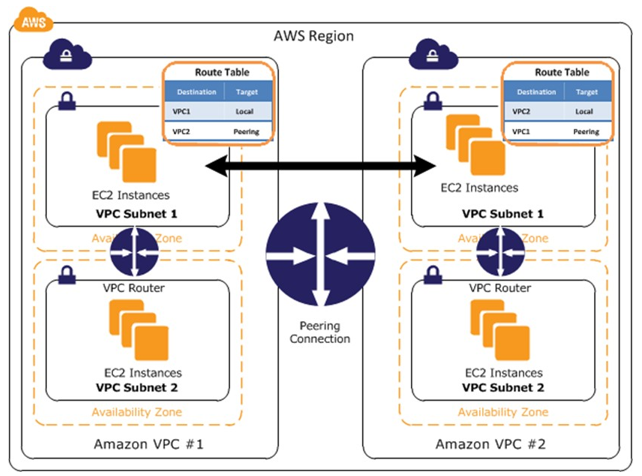 AWS
AWS Region
Route Table
Destination Target
VPC1 Local
VPC2 Peering
EC2 Instances
VPC Subnet 1
Availability Zone
VPC Router
EC2 Instances
VPC Subnet 2
Availability Zone
Amazon VPC #1
Peering
Connection
Route Table
Destination Target
VPC2 Local
VPC1 Peering
EC2 Instances
VPC Subnet 1
Availability Zone
VPC Router
EC2 Instances
VPC Subnet 2
Availability Zone
Amazon VPC #2